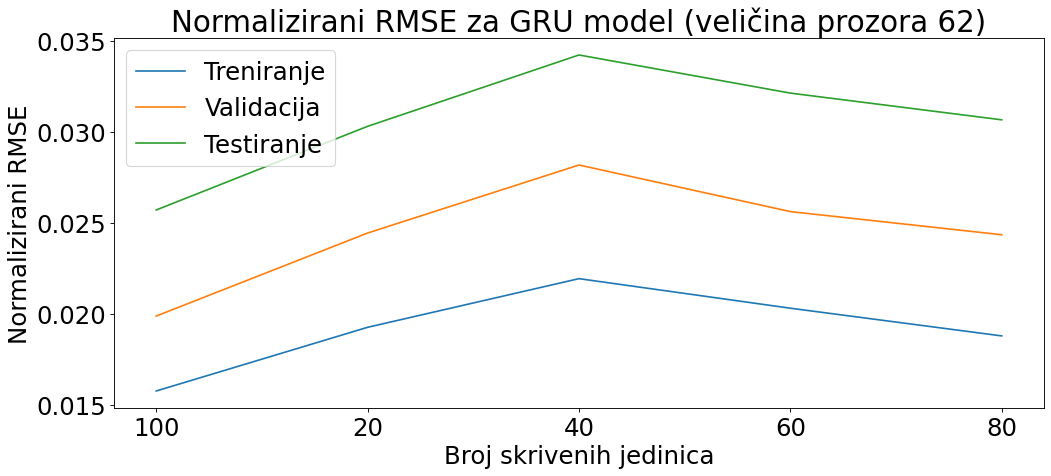 Normalizirani RMSE za GRU model (veličina prozora 62)
0.035
0.030
0.025
0.020
0.015
Normalizirani RMSE
Treniranje
Validacija
Testiranje
100 20 40 60 80
Broj skrivenih jedinica